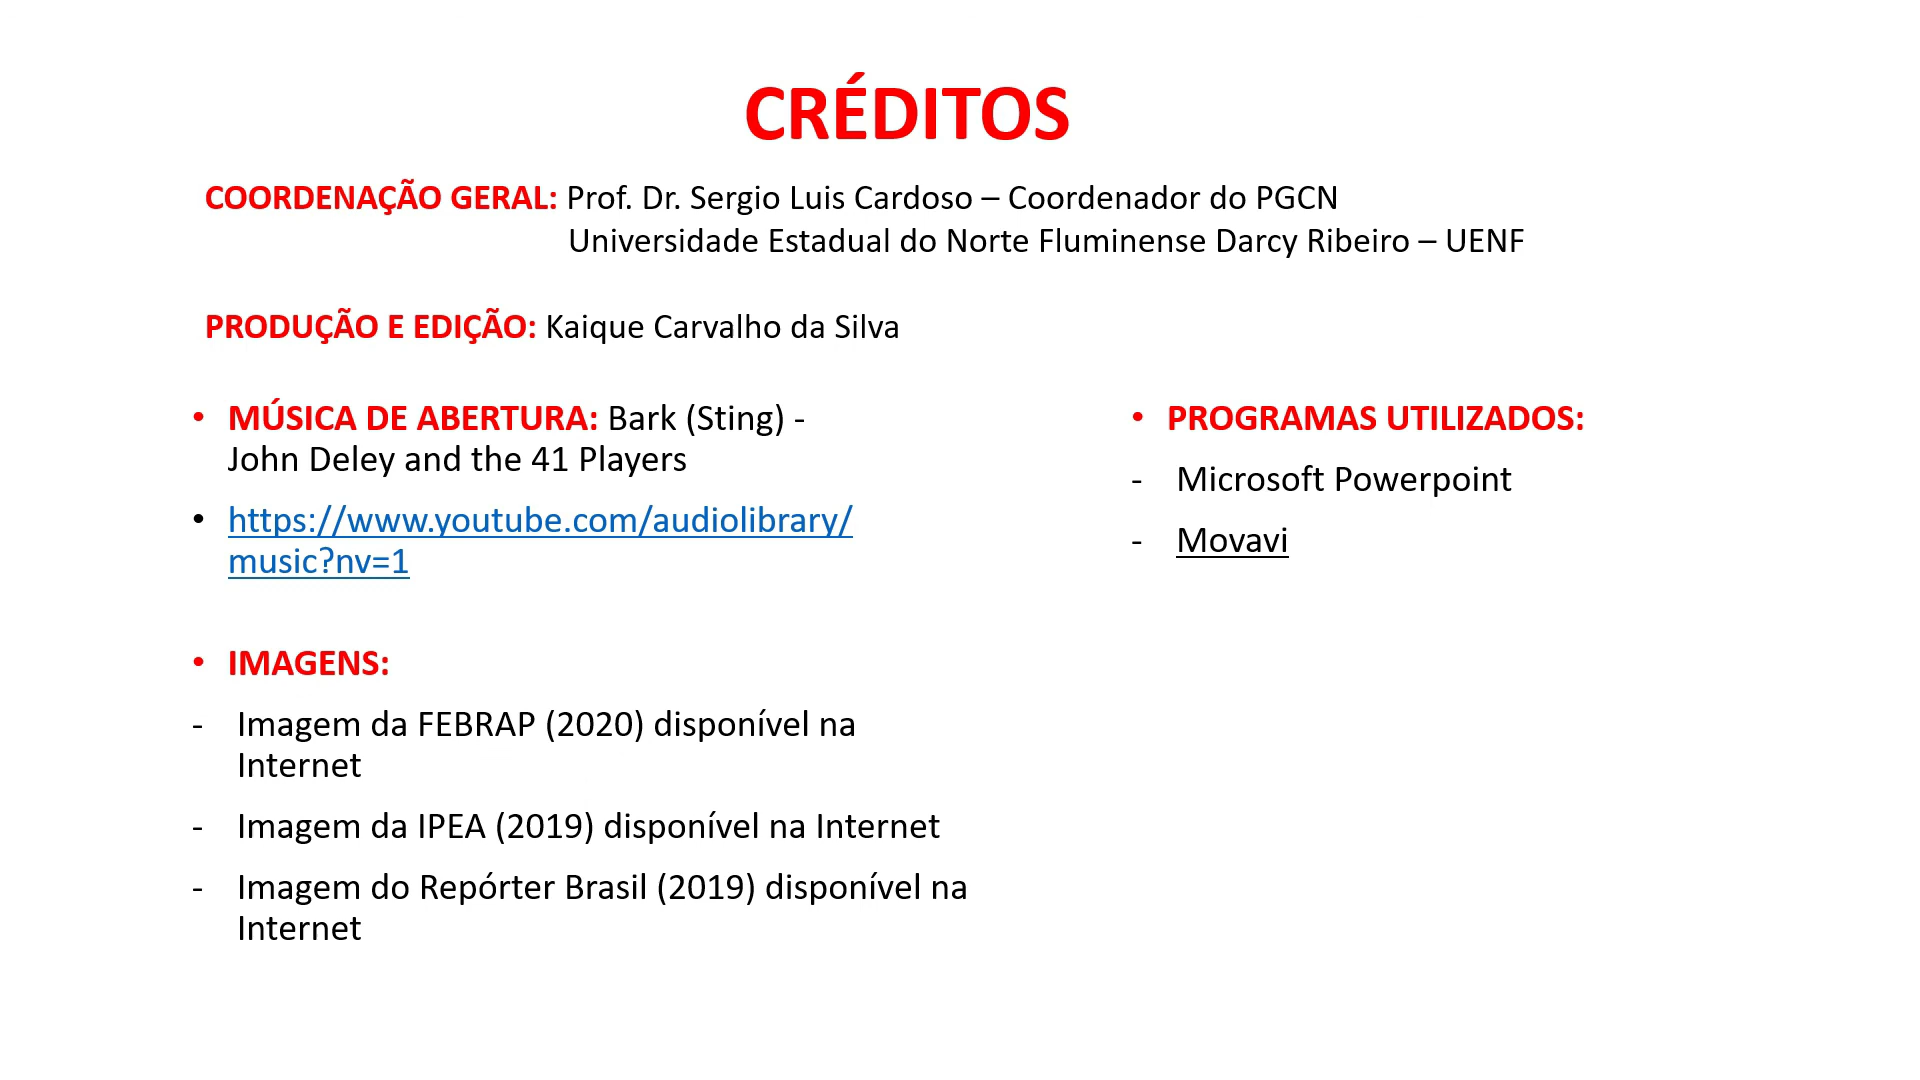 CRÉDITOS
COORDENAÇÃO GERAL: Prof. Dr. Sergio Luis Cardoso – Coordenador do PGCN
Universidade Estadual do Norte Fluminense Darcy Ribeiro – UENF
PRODUÇÃO E EDIÇÃO: Kaique Carvalho da Silva
• MÚSICA DE ABERTURA: Bark (Sting) -
John Deley and the 41 Players
• https://www.youtube.com/audiolibrary/
music?nv=1
• IMAGENS:
- Imagem da FEBRAP (2020) disponível na
Internet
- Imagem da IPEA (2019) disponível na Internet
- Imagem do Repórter Brasil (2019) disponível na
Internet
• PROGRAMAS UTILIZADOS:
- Microsoft Powerpoint
- Movavi